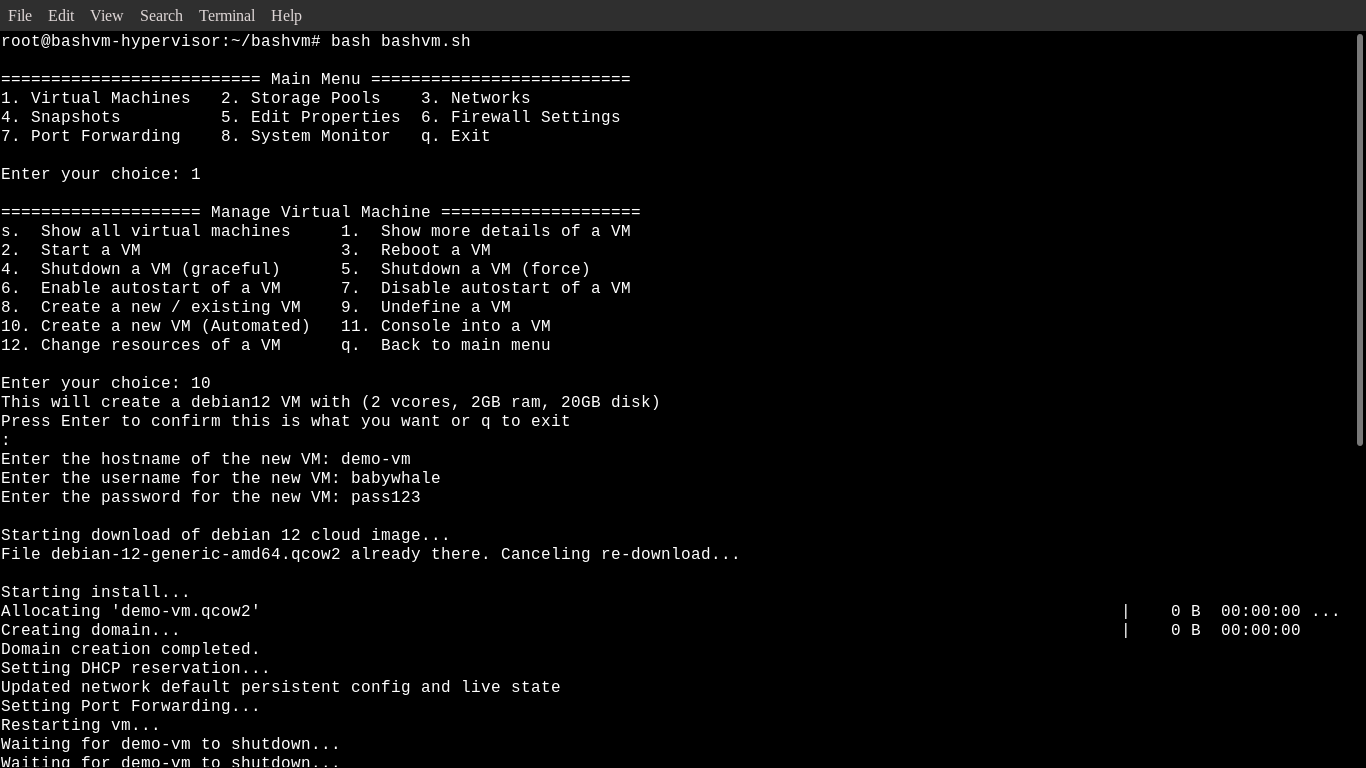 File Edit View Search Terminal Help
root@bashvm-hypervisor:~/bashvm# bash bashvm.sh
========================== Main Menu ==========================
1. Virtual Machines   2. Storage Pools    3. Networks
4. Snapshots          5. Edit Properties  6. Firewall Settings
7. Port Forwarding    8. System Monitor   q. Exit
Enter your choice: 1
==================== Manage Virtual Machine ====================
s.  Show all virtual machines     1.  Show more details of a VM
2.  Start a VM                    3.  Reboot a VM
4.  Shutdown a VM (graceful)      5.  Shutdown a VM (force)
6.  Enable autostart of a VM      7.  Disable autostart of a VM
8.  Create a new / existing VM    9.  Undefine a VM
10. Create a new VM (Automated)   11. Console into a VM
12. Change resources of a VM      q.  Back to main menu
Enter your choice: 10
This will create a debian12 VM with (2 vcores, 2GB ram, 20GB disk)
Press Enter to confirm this is what you want or q to exit
:
Enter the hostname of the new VM: demo-vm
Enter the username for the new VM: babywhale
Enter the password for the new VM: pass123
Starting download of debian 12 cloud image...
File debian-12-generic-amd64.qcow2 already there. Canceling re-download...
Starting install...
Allocating 'demo-vm.qcow2' |    0 B  00:00:00 ...
Creating domain... |    0 B  00:00:00
Domain creation completed.
Setting DHCP reservation...
Updated network default persistent config and live state
Setting Port Forwarding...
Restarting vm...
Waiting for demo-vm to shutdown...
Waiting for demo-vm to shutdown...